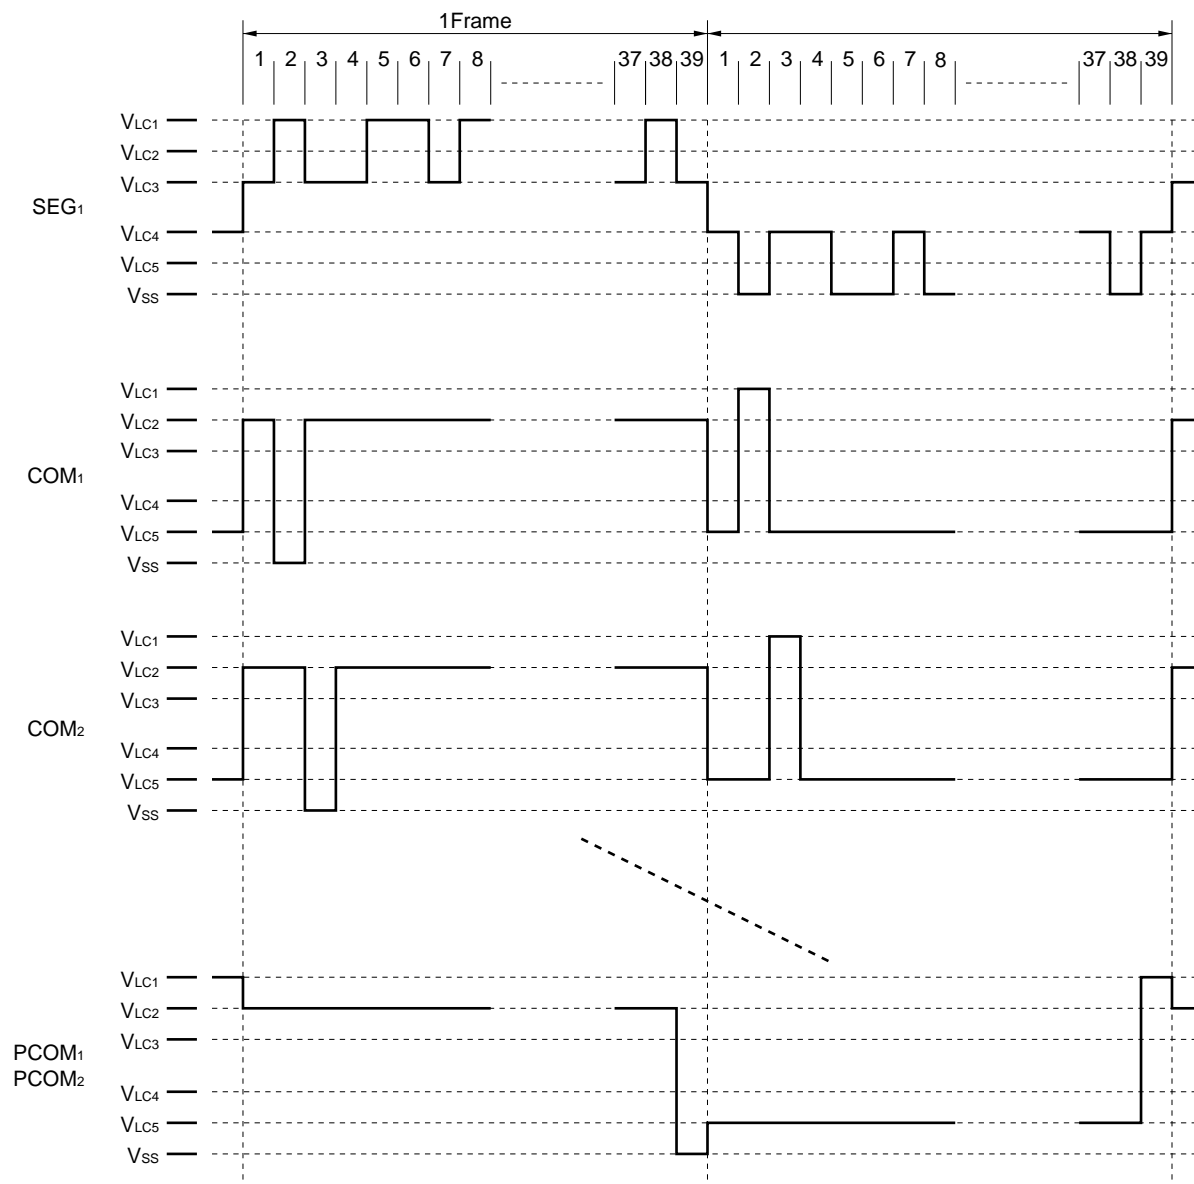 1Frame
1 2 3 4 5 6 7 8 37 38 39 1 2 3 4 5 6 7 8 37 38 39
VLC1
VLC2
VLC3
SEG1
VLC4
VLC5
VSS
VLC1
VLC2
VLC3
COM1
VLC4
VLC5
VSS
VLC1
VLC2
VLC3
COM2
VLC4
VLC5
VSS
VLC1
VLC2
VLC3
PCOM1
PCOM2
VLC4
VLC5
VSS